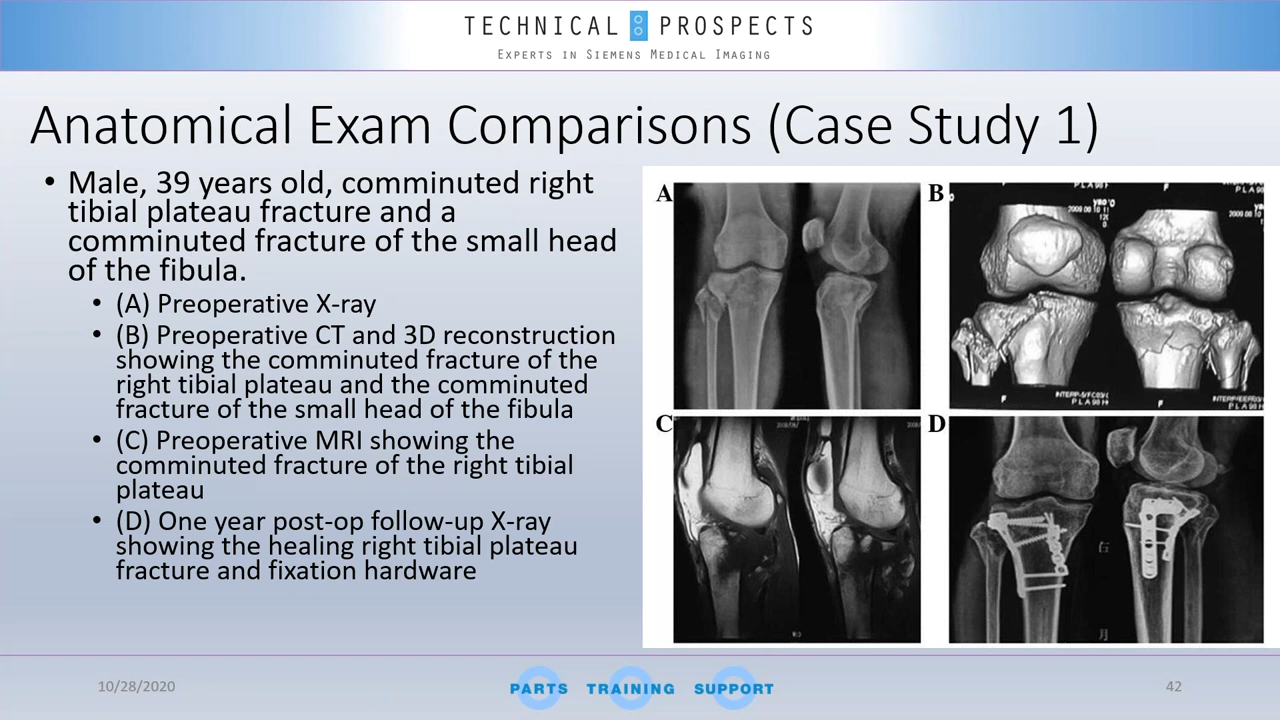 TECHNICAL PROSPECTS
EXPERTS IN SIEMENS MEDICAL IMAGING
Anatomical Exam Comparisons (Case Study 1)
• Male, 39 years old, comminuted right
tibial plateau fracture and a
comminuted fracture of the small head
of the fibula.
• (A) Preoperative X-ray
• (B) Preoperative CT and 3D reconstruction
showing the comminuted fracture of the
right tibial plateau and the comminuted
fracture of the small head of the fibula
• (C) Preoperative MRI showing the
comminuted fracture of the right tibial
plateau
• (D) One year post-op follow-up X-ray
showing the healing right tibial plateau
fracture and fixation hardware
A
B
C
D
F
F
F
右
月
10/28/2020
PARTS TRAINING SUPPORT
42